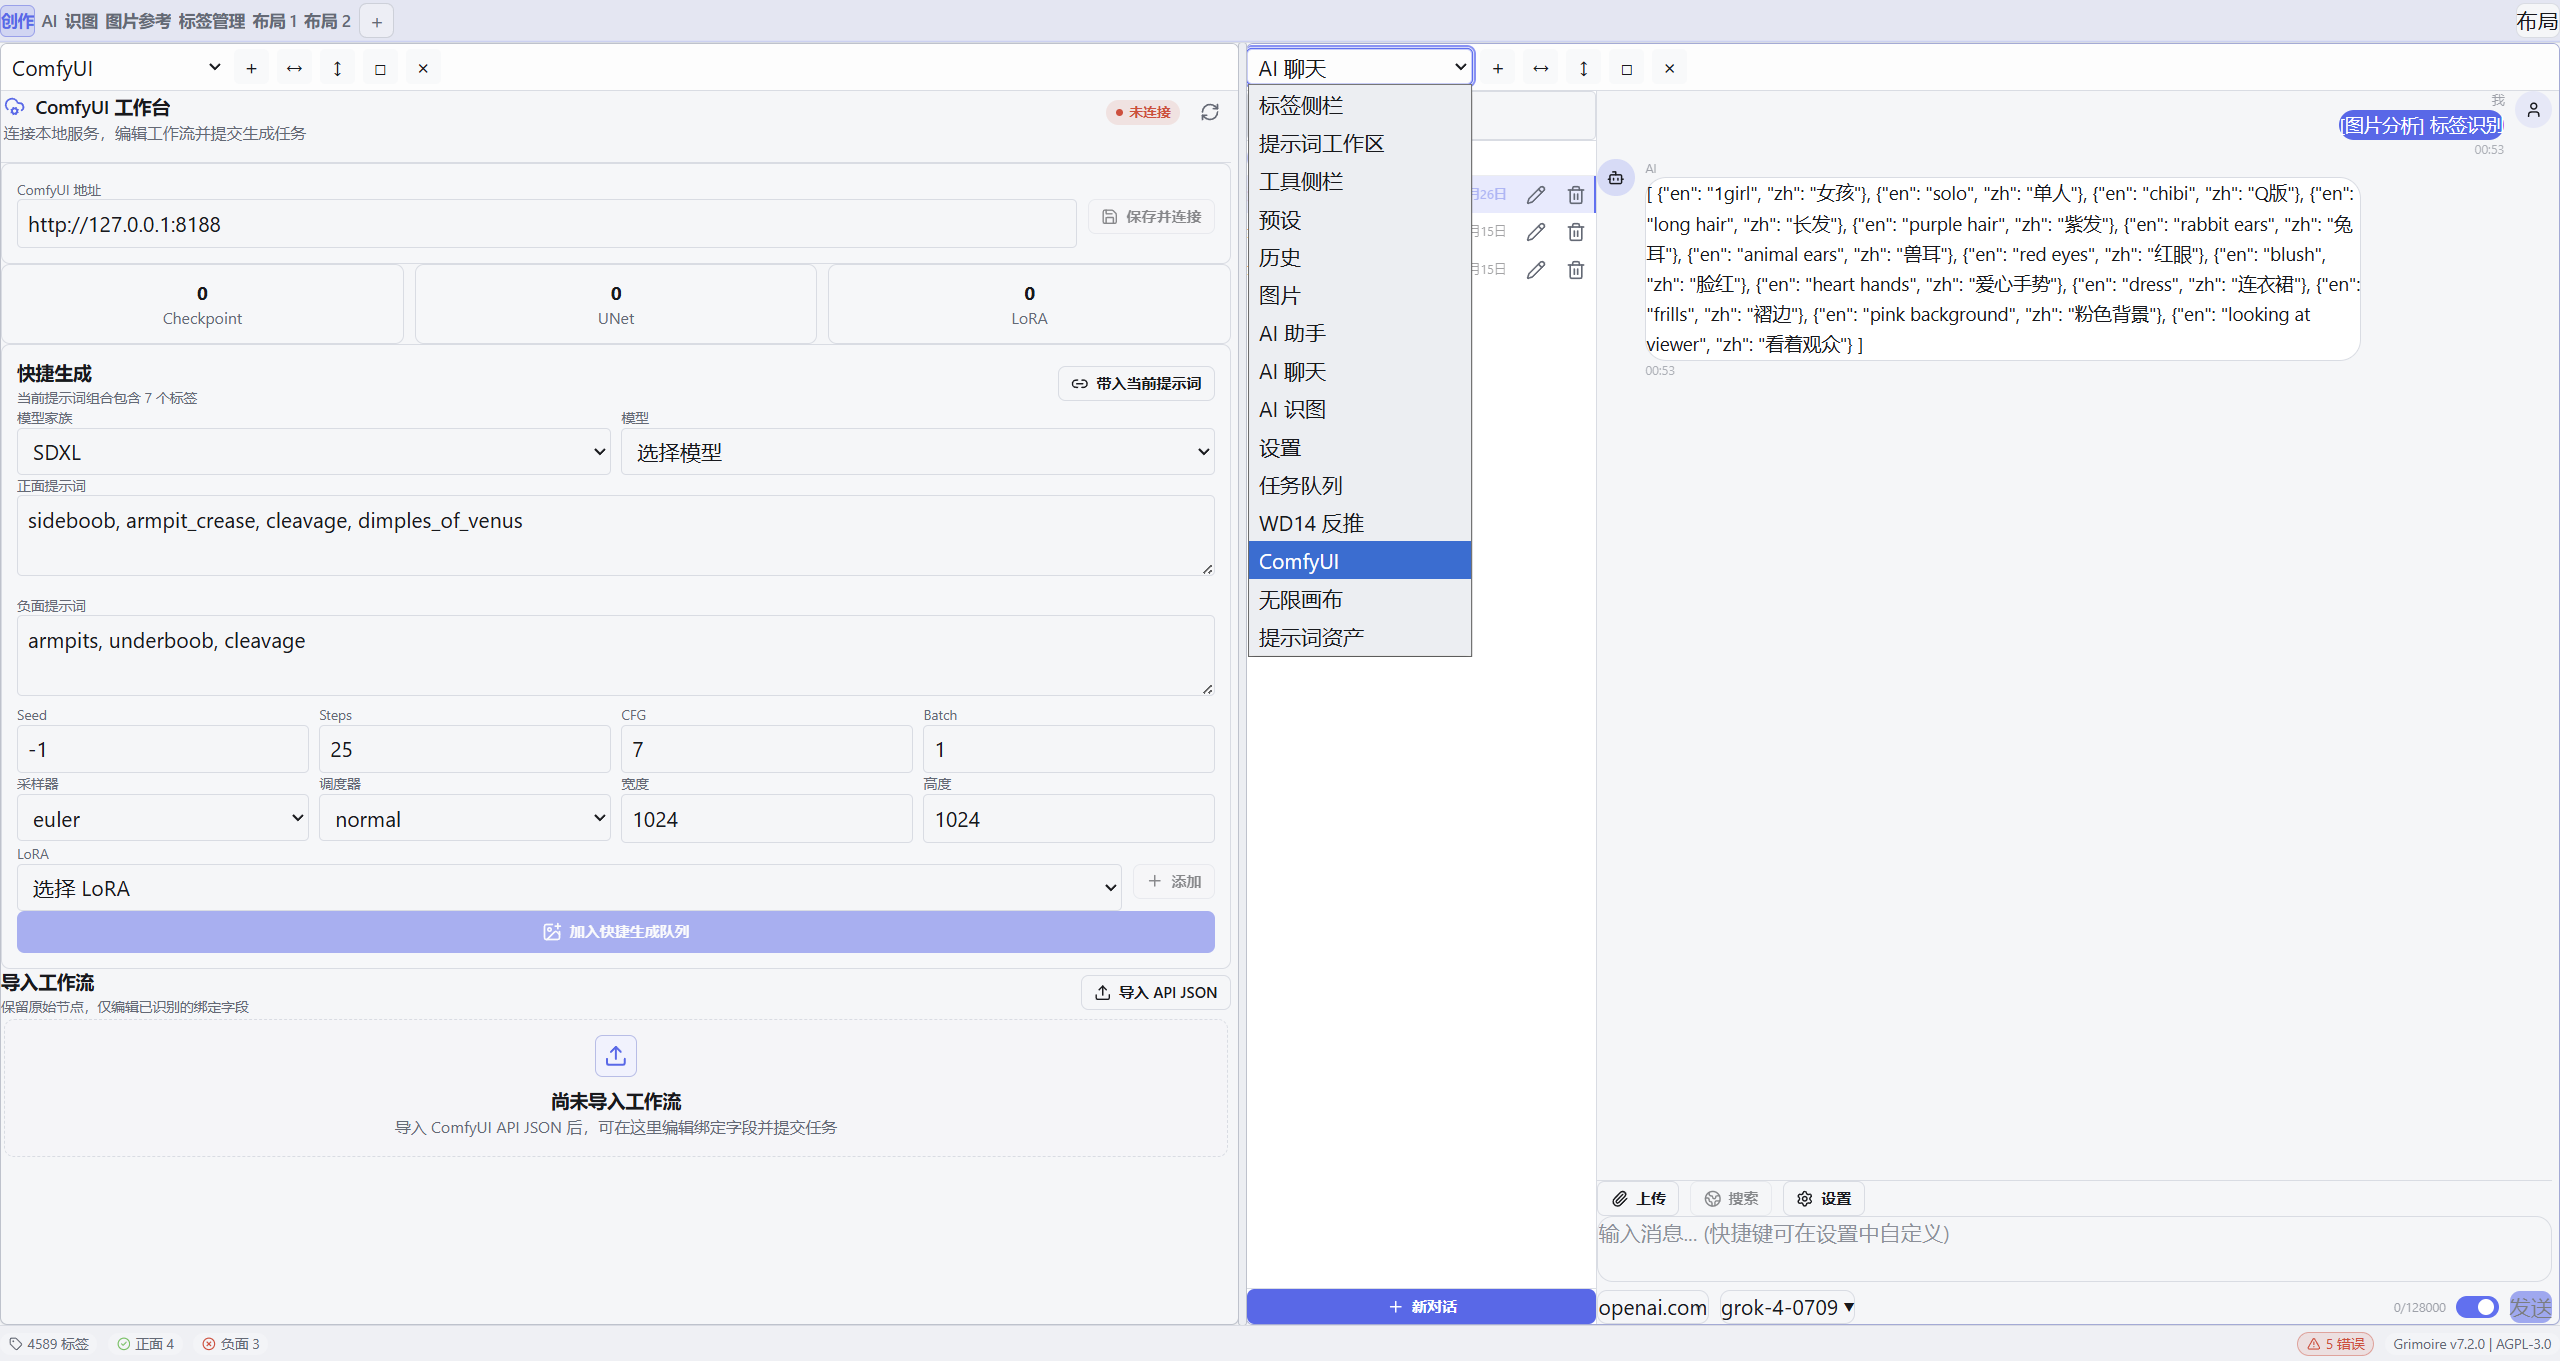 创作 AI 识图 图片参考 标签管理 布局 1 布局 2 +
布局
ComfyUI
ComfyUI 工作台
连接本地服务，编辑工作流并提交生成任务
未连接
ComfyUI 地址
http://127.0.0.1:8188
保存并连接
0
Checkpoint
0
UNet
0
LoRA
快捷生成
当前提示词组合包含 7 个标签
带入当前提示词
模型家族
SDXL
模型
选择模型
正面提示词
sideboob, armpit_crease, cleavage, dimples_of_venus
负面提示词
armpits, underboob, cleavage
Seed
-1
Steps
25
CFG
7
Batch
1
采样器
euler
调度器
normal
宽度
1024
高度
1024
LoRA
选择 LoRA
+ 添加
加入快捷生成队列
导入工作流
保留原始节点，仅编辑已识别的绑定字段
导入 API JSON
尚未导入工作流
导入 ComfyUI API JSON 后，可在这里编辑绑定字段并提交任务
AI 聊天
标签侧栏
提示词工作区
工具侧栏
预设
历史
图片
AI 助手
AI 聊天
AI 识图
设置
任务队列
WD14 反推
ComfyUI
无限画布
提示词资产
月26日
月15日
月15日
+ 新对话
我
[图片分析] 标签识别
00:53
AI
[ {"en": "1girl", "zh": "女孩"}, {"en": "solo", "zh": "单人"}, {"en": "chibi", "zh": "Q版"}, {"en":
"long hair", "zh": "长发"}, {"en": "purple hair", "zh": "紫发"}, {"en": "rabbit ears", "zh": "兔
耳"}, {"en": "animal ears", "zh": "兽耳"}, {"en": "red eyes", "zh": "红眼"}, {"en": "blush",
"zh": "脸红"}, {"en": "heart hands", "zh": "爱心手势"}, {"en": "dress", "zh": "连衣裙"}, {"en":
"frills", "zh": "褶边"}, {"en": "pink background", "zh": "粉色背景"}, {"en": "looking at
viewer", "zh": "看着观众"} ]
00:53
上传
搜索
设置
输入消息... (快捷键可在设置中自定义)
openai.com
grok-4-0709 ▼
0/128000
发送
4589 标签
正面 4
负面 3
5 错误
Grimoire v7.2.0 | AGPL-3.0